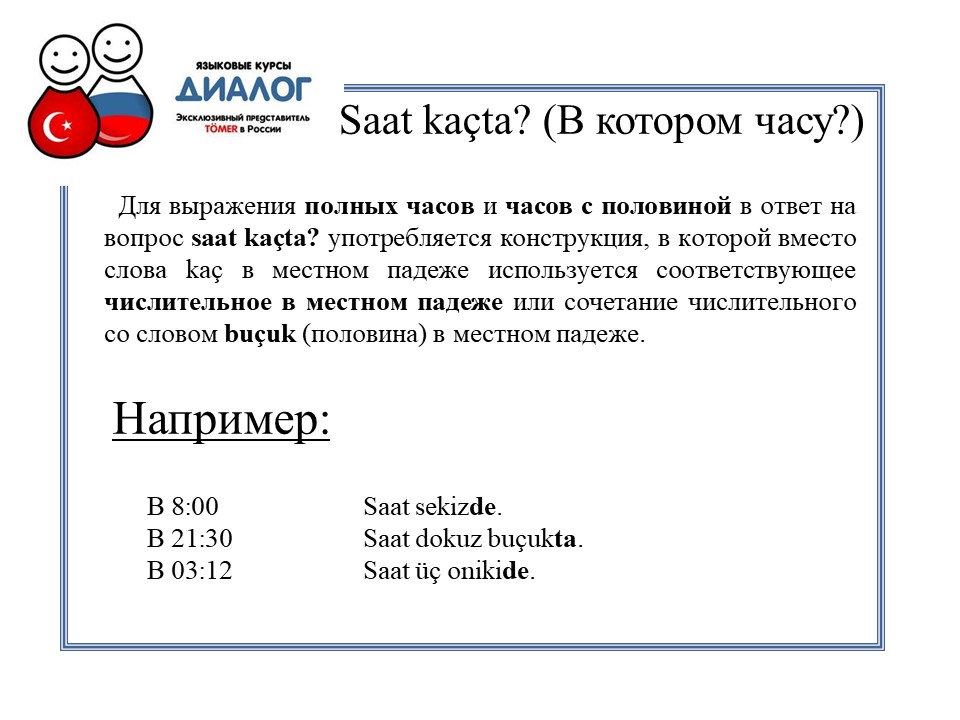 ЯЗЫКОВЫЕ КУРСЫ
ДИАЛОГ
Эксклюзивный представитель
TÖMER в России
Saat kaçta? (В котором часу?)
Для выражения полных часов и часов с половиной в ответ на
вопрос saat kaçta? употребляется конструкция, в которой вместо
слова kaç в местном падеже используется соответствующее
числительное в местном падеже или сочетание числительного
со словом buçuk (половина) в местном падеже.
Например:
В 8:00 Saat sekizde.
В 21:30 Saat dokuz buçukta.
В 03:12 Saat üç onikide.